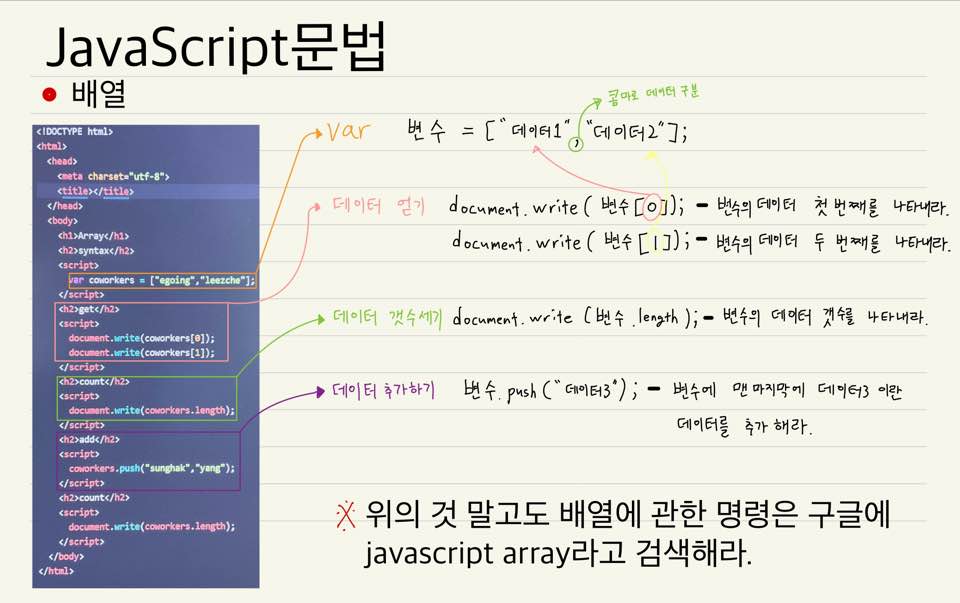 JavaScript문법
배열
<!DOCTYPE html>
<html>
<head>
<meta charset="utf-8">
<title></title>
</head>
<body>
<h1>Array</h1>
<h2>syntax</h2>
<script>
var coworkers = ["egoing","leezche"];
</script>
<h2>get</h2>
<script>
document.write(coworkers[0]);
document.write(coworkers[1]);
</script>
<h2>count</h2>
<script>
document.write(coworkers.length);
</script>
<h2>add</h2>
<script>
coworkers.push("sunghak","yang");
</script>
<h2>count</h2>
<script>
document.write(coworkers.length);
</script>
</body>
</html>
콤마로 데이터 구분
var 변수 = ["데이터1","데이터2"];
데이터 얻기 document.write(변수[0]); - 변수의 데이터 첫 번째를 나타내라.
document.write(변수[1]); - 변수의 데이터 두 번째를 나타내라.
데이터 갯수세기 document.write(변수.length); - 변수의 데이터 갯수를 나타내라.
데이터 추가하기 변수.push("데이터3"); - 변수에 맨 마지막에 데이터3 이란
데이터를 추가 해라.
※ 위의 것 말고도 배열에 관한 명령은 구글에
javascript array라고 검색해라.